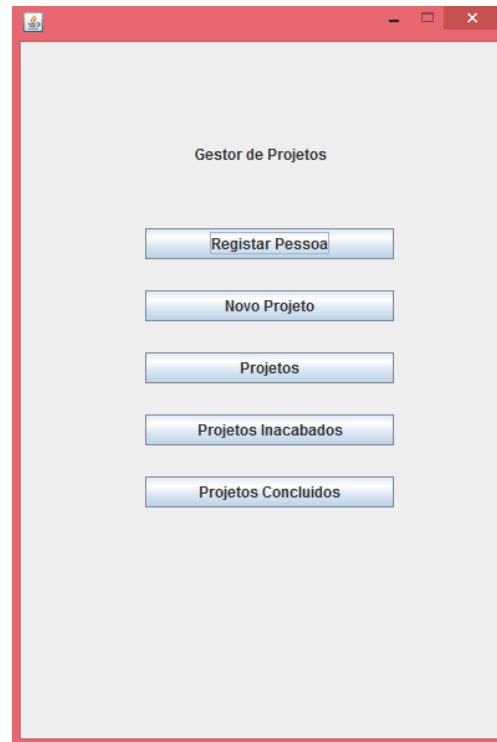 Gestor de Projetos
Registar Pessoa
Novo Projeto
Projetos
Projetos Inacabados
Projetos Concluidos